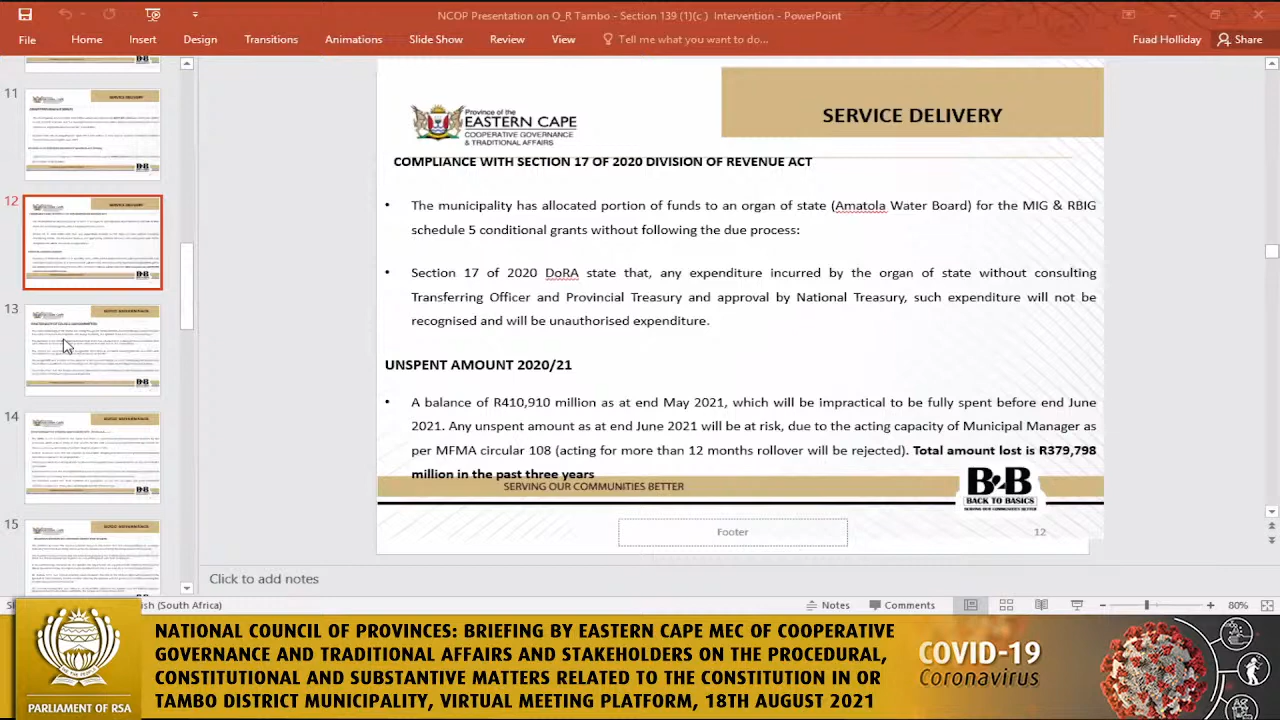 NCOP Presentation on O_R Tambo - Section 139 (1)(c ) Intervention - PowerPoint
File Home Insert Design Transitions Animations Slide Show Review View Tell me what you want to do... Fuad Holliday Share
11
SERVICE DELIVERY
12
SERVICE DELIVERY
13
14
15
Province of the
EASTERN CAPE
COOPERATIVE GOVERNANCE
& TRADITIONAL AFFAIRS
SERVICE DELIVERY
COMPLIANCE WITH SECTION 17 OF 2020 DIVISION OF REVENUE ACT
• The municipality has allocated portion of funds to an organ of state (Amatola Water Board) for the MIG & RBIG
schedule 5 conditional grants without following the due process:
• Section 17 of 2020 DoRA state that, any expenditure incurred by the organ of state without consulting
Transferring Officer and Provincial Treasury and approval by National Treasury, such expenditure will not be
recognised and will be unauthorised expenditure.
UNSPENT AMOUNT 2020/21
• A balance of R410,910 million as at end May 2021, which will be impractical to be fully spent before end June
2021. Any unspent amount as at end June 2021 will be lost, due to the acting capacity of Municipal Manager as
per MFMA circular 108 (acting for more than 12 months rollover will be rejected). Total amount lost is R379,798
million in the past three years
SERVING OUR COMMUNITIES BETTER
B2B
BACK TO BASICS
SERVING OUR COMMUNITIES BETTER
Footer
12
Click to add notes
ish (South Africa)
Notes Comments 80%
PARLIAMENT OF RSA
NATIONAL COUNCIL OF PROVINCES: BRIEFING BY EASTERN CAPE MEC OF COOPERATIVE
GOVERNANCE AND TRADITIONAL AFFAIRS AND STAKEHOLDERS ON THE PROCEDURAL,
CONSTITUTIONAL AND SUBSTANTIVE MATTERS RELATED TO THE CONSTITUTION IN OR
TAMBO DISTRICT MUNICIPALITY, VIRTUAL MEETING PLATFORM, 18TH AUGUST 2021
COVID-19
Coronavirus